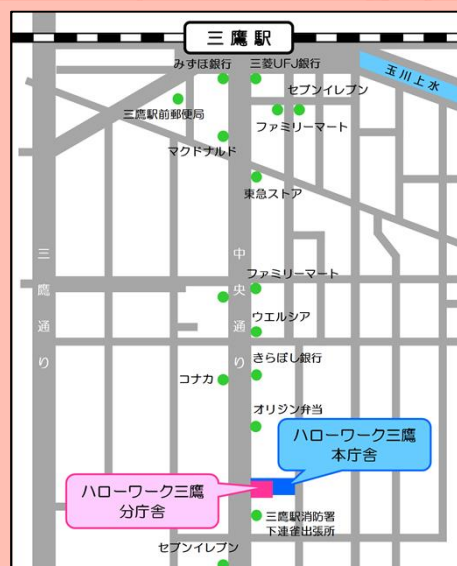 三鷹駅
みずほ銀行
三菱UFJ銀行
玉川上水
セブンイレブン
三鷹駅前郵便局
ファミリーマート
マクドナルド
東急ストア
三鷹通り
中央通り
ファミリーマート
ウエルシア
きらぼし銀行
コナカ
オリジン弁当
ハローワーク三鷹
本庁舎
ハローワーク三鷹
分庁舎
三鷹駅消防署
下連雀出張所
セブンイレブン